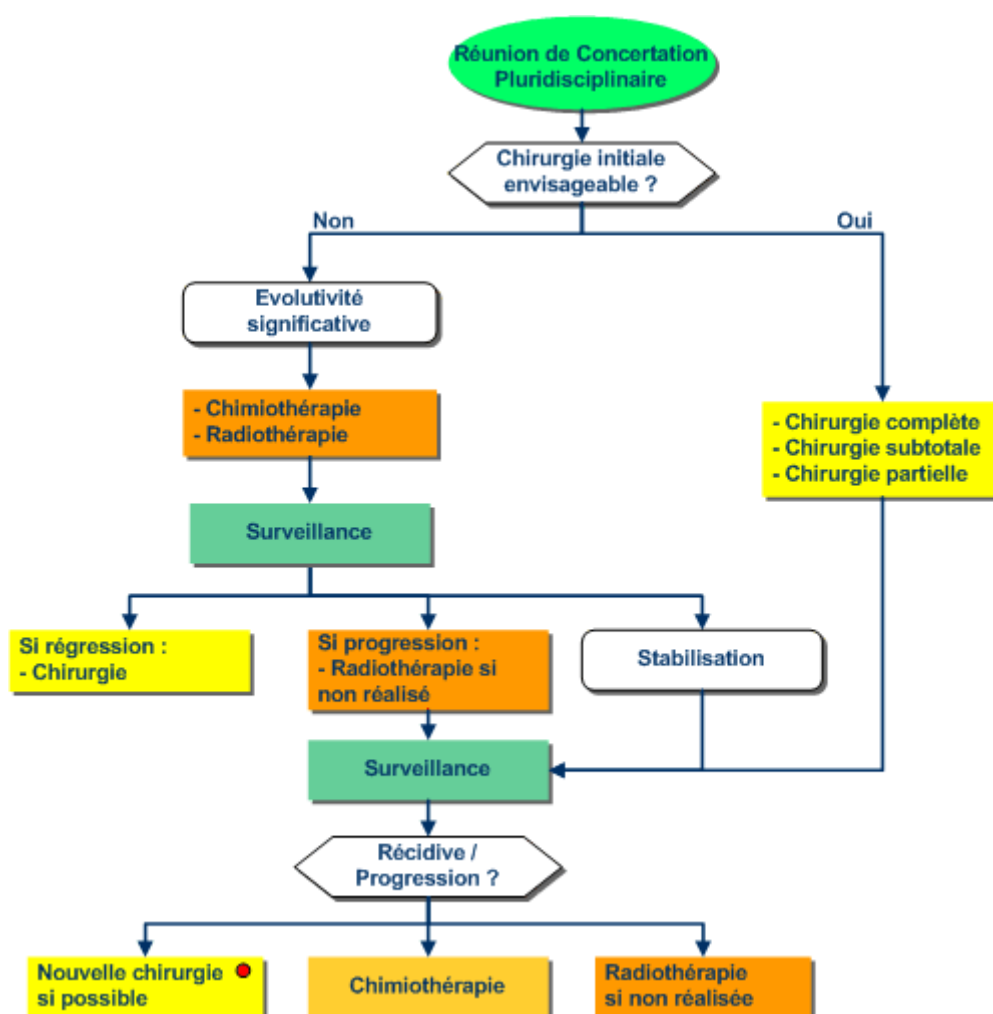 Réunion de Concertation
Pluridisciplinaire
Chirurgie initiale
envisageable ?
Non
Oui
Evolutivité
significative
- Chimiothérapie
- Radiothérapie
- Chirurgie complète
- Chirurgie subtotale
- Chirurgie partielle
Surveillance
Si régression :
- Chirurgie
Si progression :
- Radiothérapie si
non réalisé
Stabilisation
Surveillance
Récidive /
Progression ?
Nouvelle chirurgie
si possible
Chimiothérapie
Radiothérapie
si non réalisée